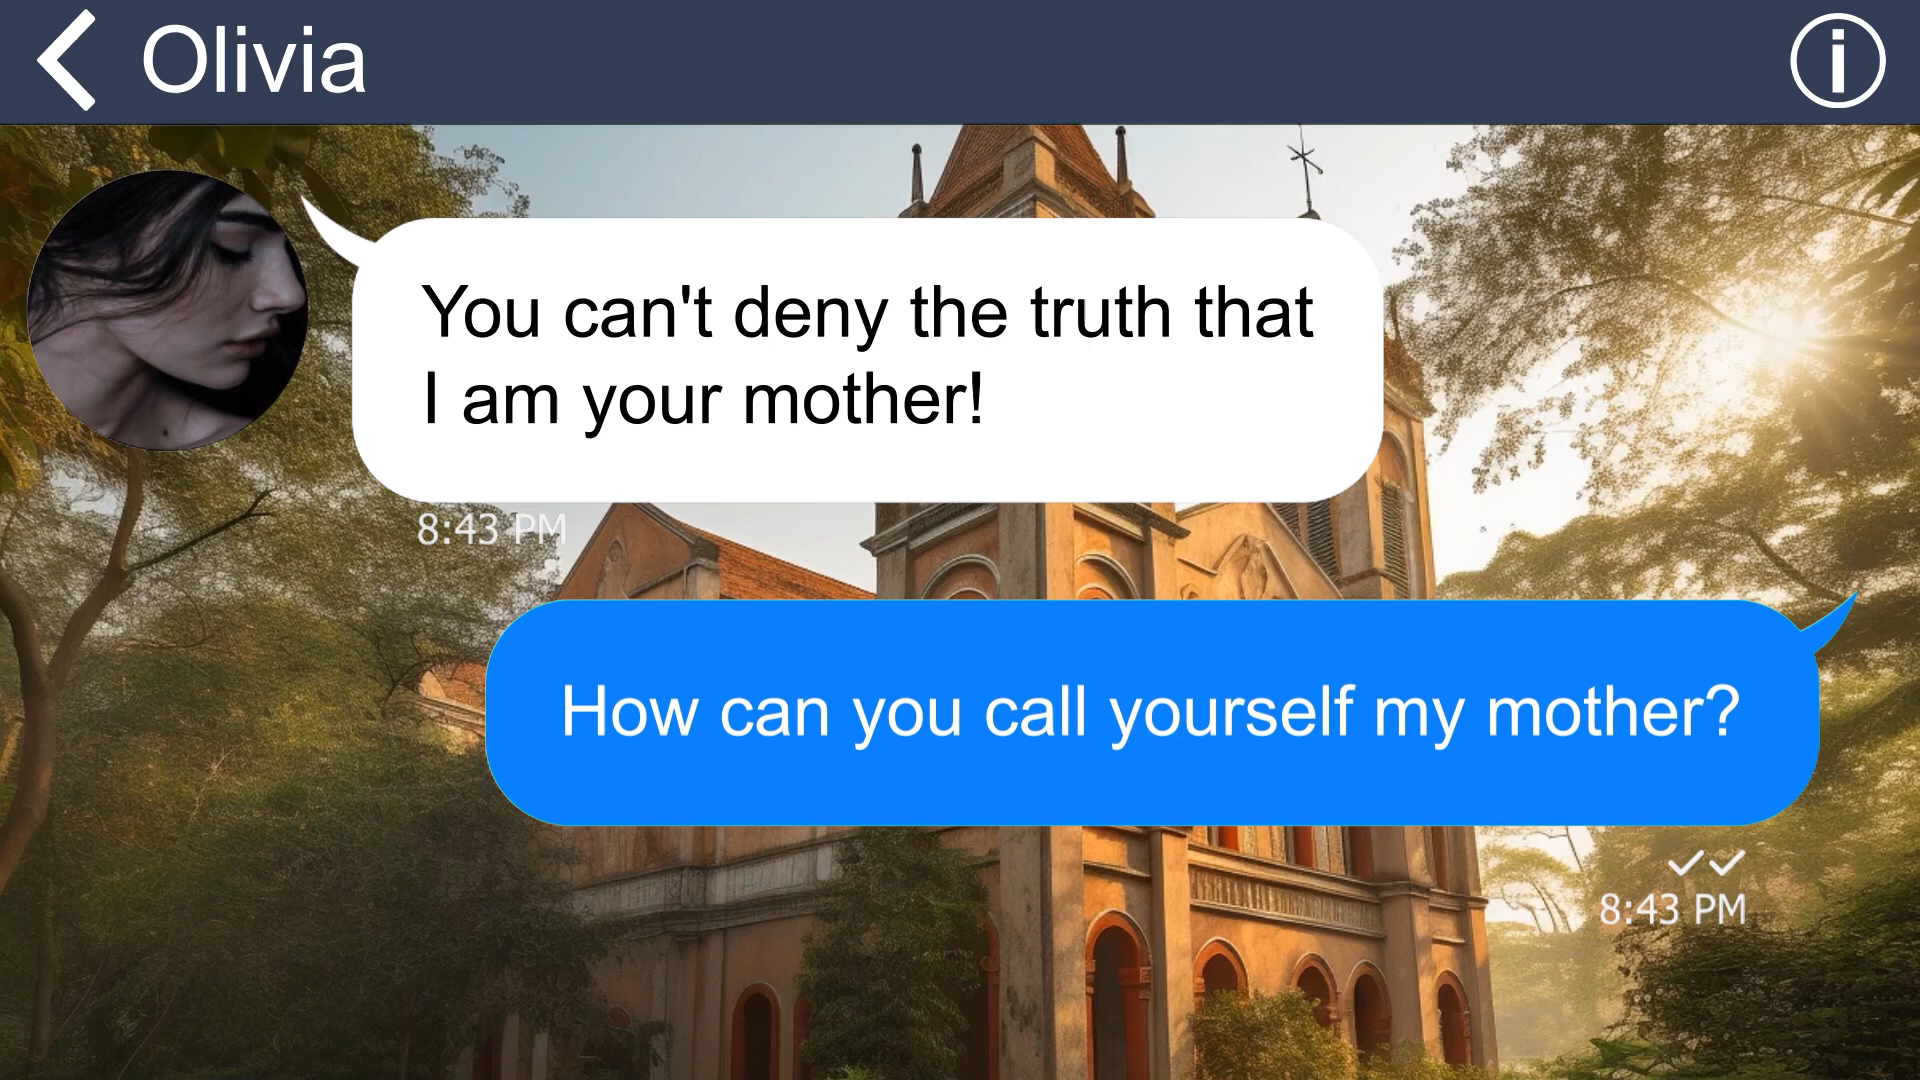 Olivia
You can't deny the truth that
I am your mother!
8:43 PM
How can you call yourself my mother?
8:43 PM